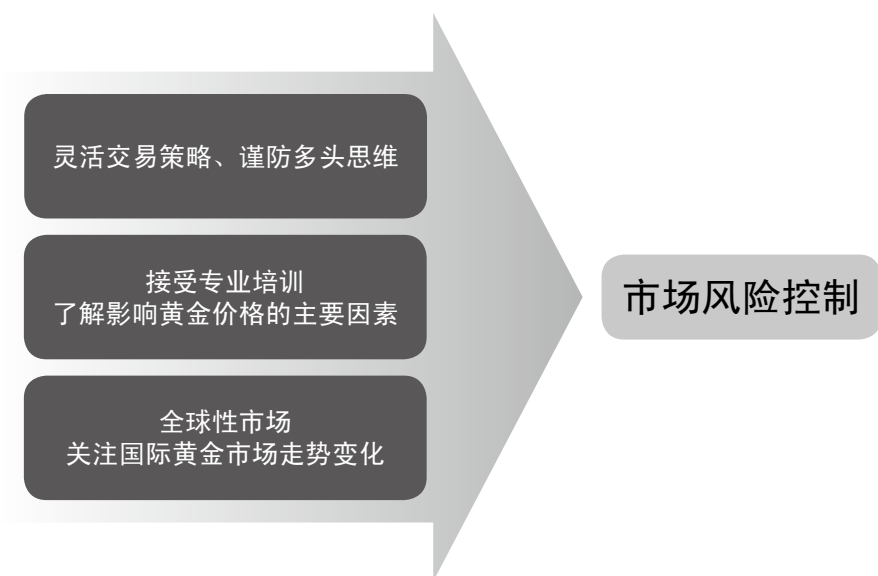 灵活交易策略、谨防多头思维
接受专业培训
了解影响黄金价格的主要因素
全球性市场
关注国际黄金市场走势变化
市场风险控制